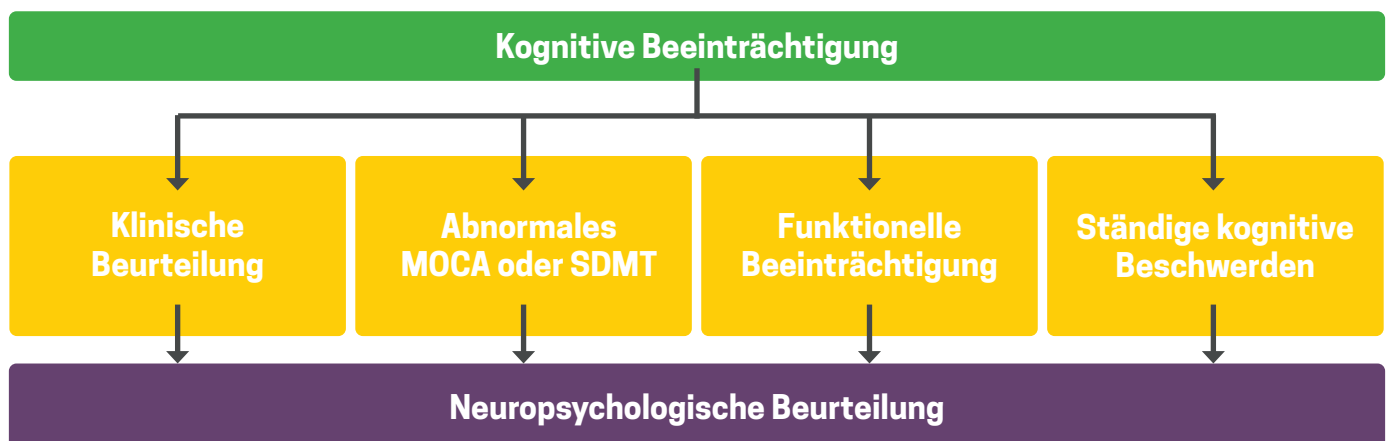 Kognitive Beeinträchtigung
Klinische
Beurteilung
Abnormales
MOCA oder SDMT
Funktionelle
Beeinträchtigung
Ständige kognitive
Beschwerden
Neuropsychologische Beurteilung